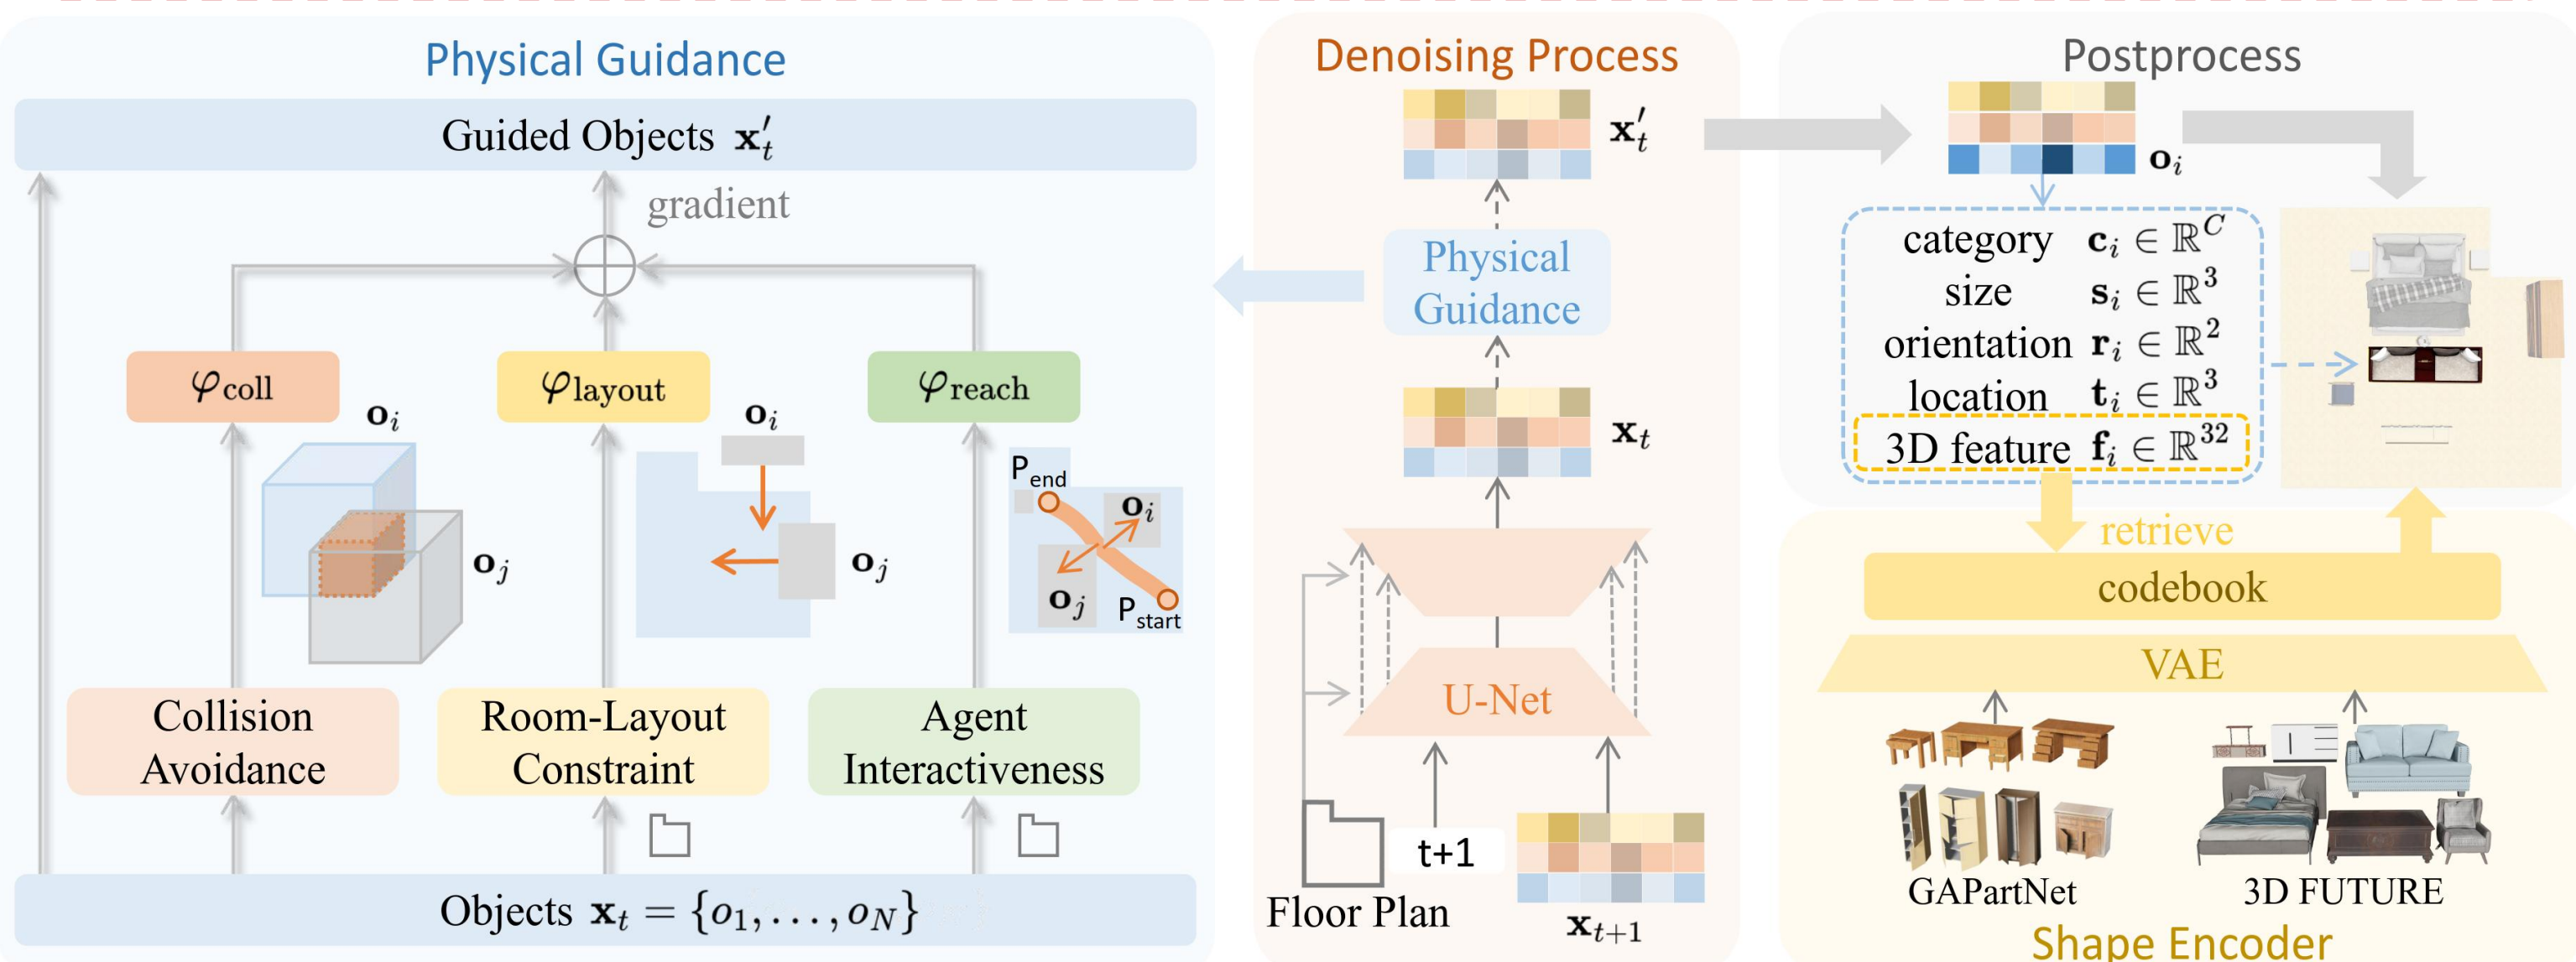 Physical Guidance
Guided Objects x′ₜ
gradient
φcoll
φlayout
φreach
oᵢ
oⱼ
oᵢ
oⱼ
Pend
oᵢ
oⱼ
Pstart
Collision
Avoidance
Room-Layout
Constraint
Agent
Interactiveness
Objects xₜ = {o₁, . . . , o_N}
Denoising Process
x′ₜ
Physical
Guidance
xₜ
U-Net
t+1
Floor Plan
xₜ₊₁
Postprocess
oᵢ
category cᵢ ∈ ℝ^C
size sᵢ ∈ ℝ³
orientation rᵢ ∈ ℝ²
location tᵢ ∈ ℝ³
3D feature fᵢ ∈ ℝ³²
retrieve
codebook
VAE
GAPartNet
3D FUTURE
Shape Encoder